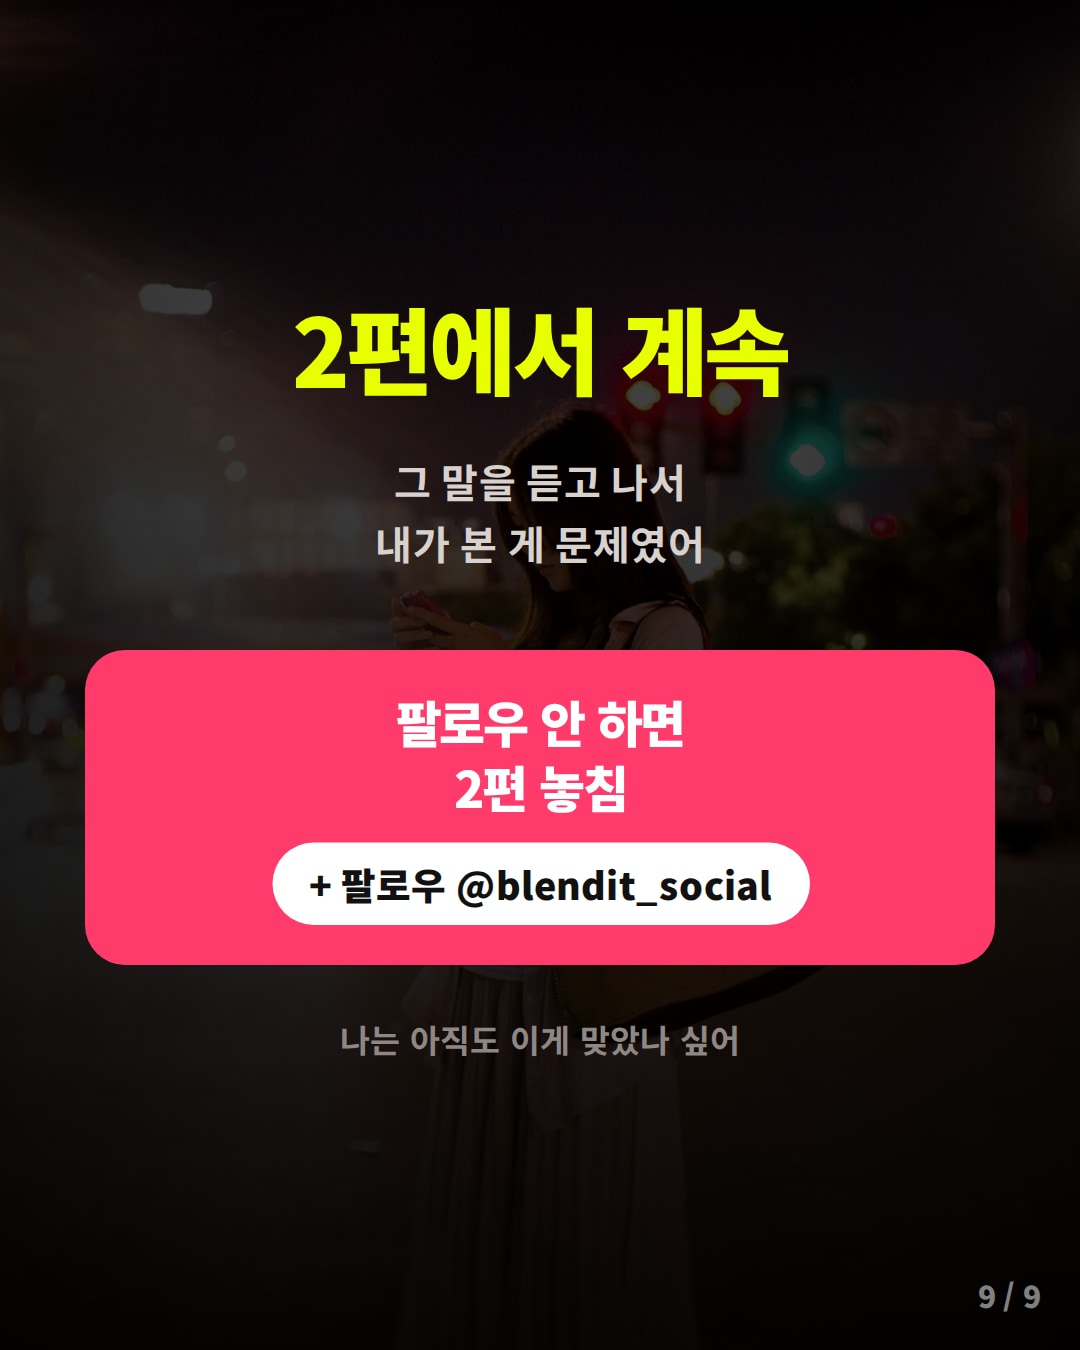 2편에서 계속
그 말을 듣고 나서
내가 본 게 문제였어
팔로우 안 하면
2편 놓침
+ 팔로우 @blendit_social
나는 아직도 이게 맞았나 싶어
9 / 9